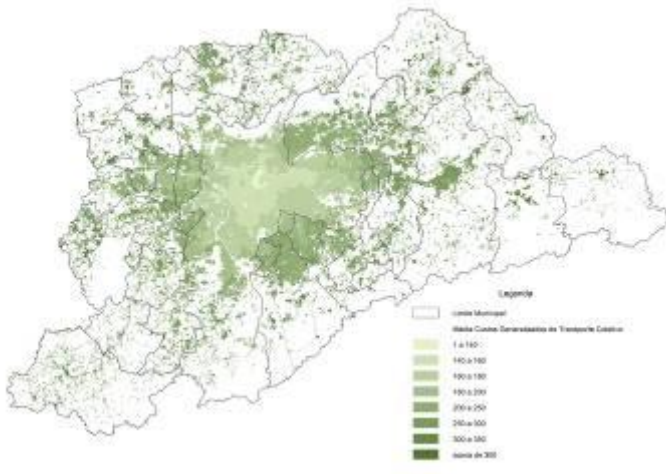 Legenda
Limite Municipal
Média Custos Generalizados de Transporte Coletivo
1 a 140
140 a 160
160 a 180
180 a 200
200 a 250
250 a 300
300 a 350
acima de 350